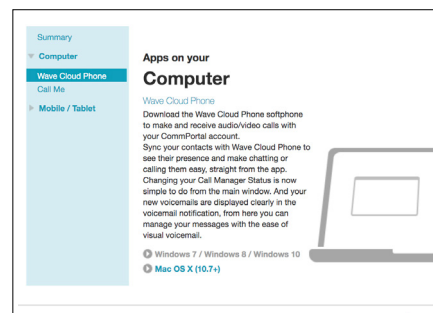 Summary
Computer
Wave Cloud Phone
Call Me
Mobile / Tablet
Apps on your
Computer
Wave Cloud Phone
Download the Wave Cloud Phone softphone
to make and receive audio/video calls with
your CommPortal account.
Sync your contacts with Wave Cloud Phone to
see their presence and make chatting or
calling them easy, straight from the app.
Changing your Call Manager Status is now
simple to do from the main window. And your
new voicemails are displayed clearly in the
voicemail notification, from here you can
manage your messages with the ease of
visual voicemail.
Windows 7 / Windows 8 / Windows 10
Mac OS X (10.7+)